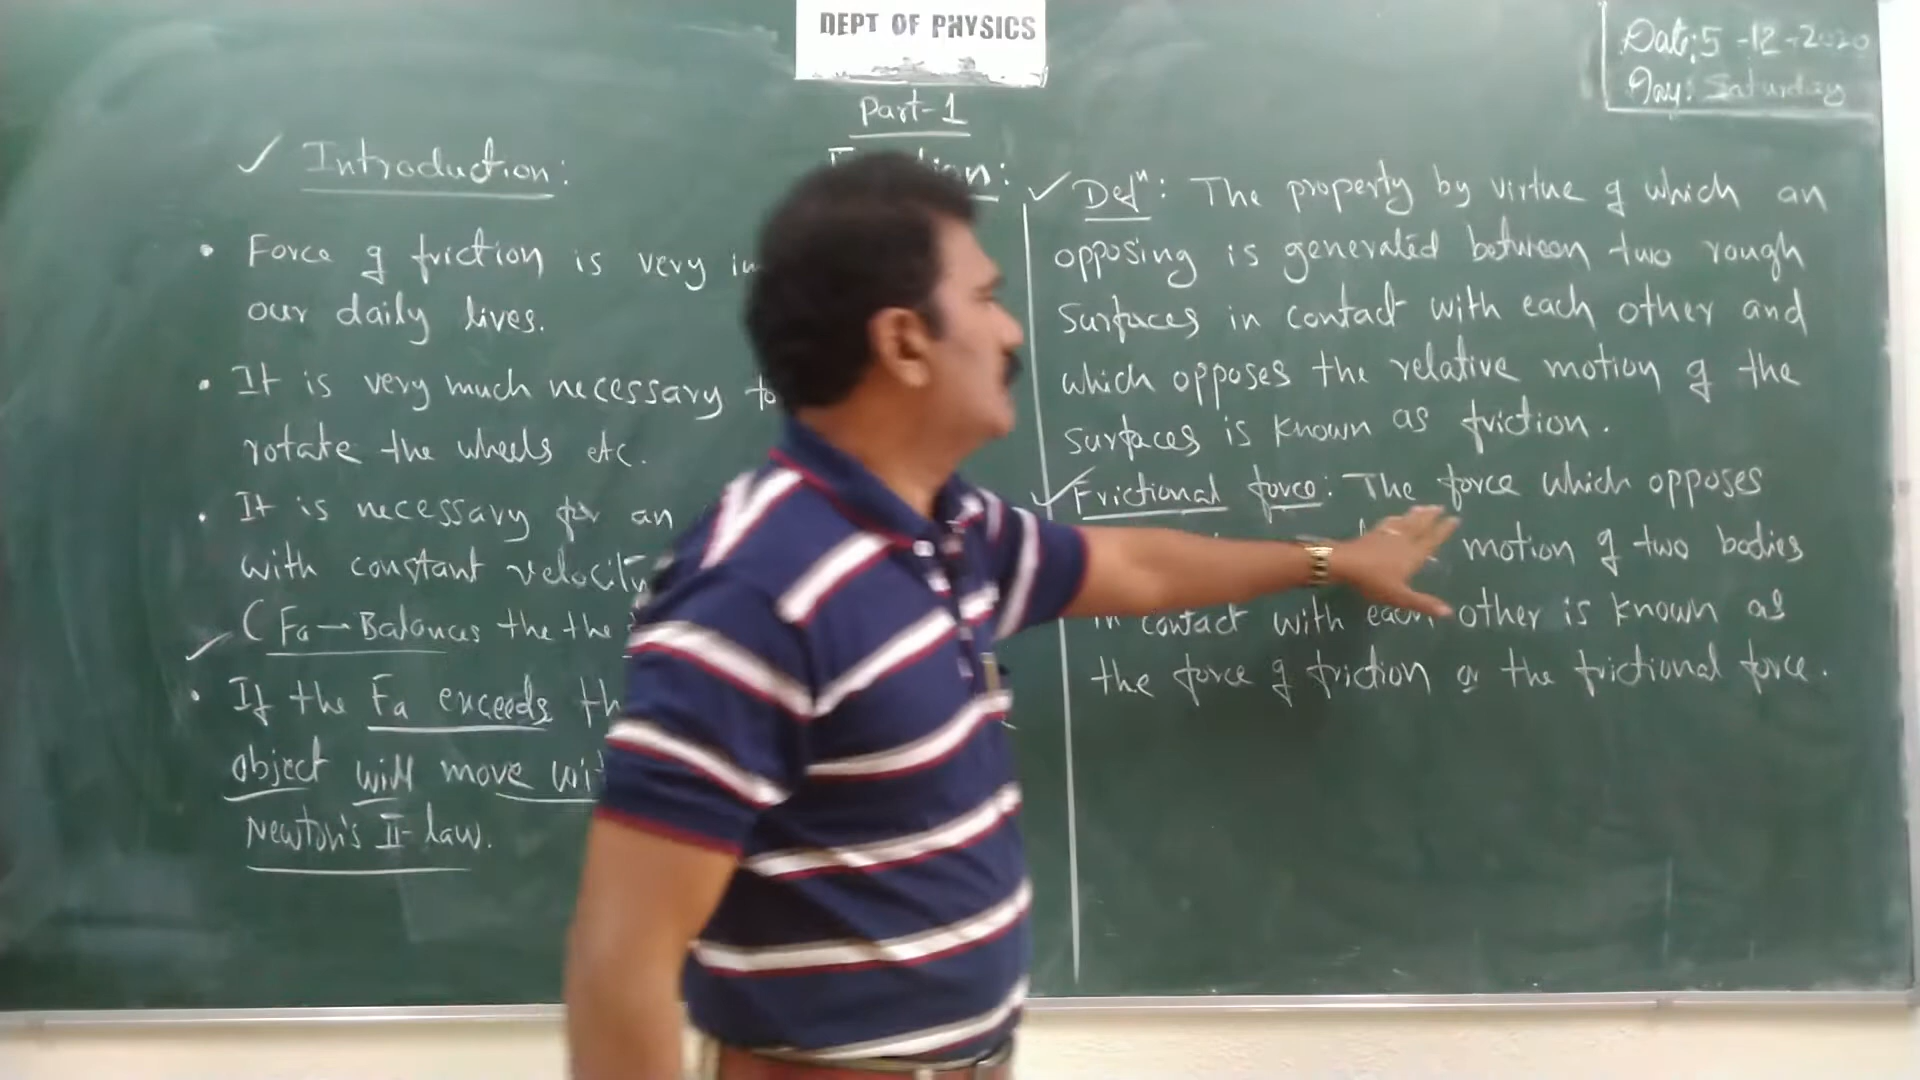 DEPT OF PHYSICS
Date: 5-12-2020
Day: Saturday
Part-1
✓ Introduction:
• Force of friction is very
our daily lives.
• It is very much necessary to
rotate the wheels etc.
• It is necessary for an
with constant velocity
✓ (Fa – Balances the the
• If the Fa exceeds
object will move
Newton's II-law.
✓ Defn: The property by virtue of which an
opposing is generated between two rough
surfaces in contact with each other and
which opposes the relative motion of the
surfaces is known as friction.
✓ Frictional force: The force which opposes
motion of two bodies
in contact with each other is known as
the force of friction or the frictional force.